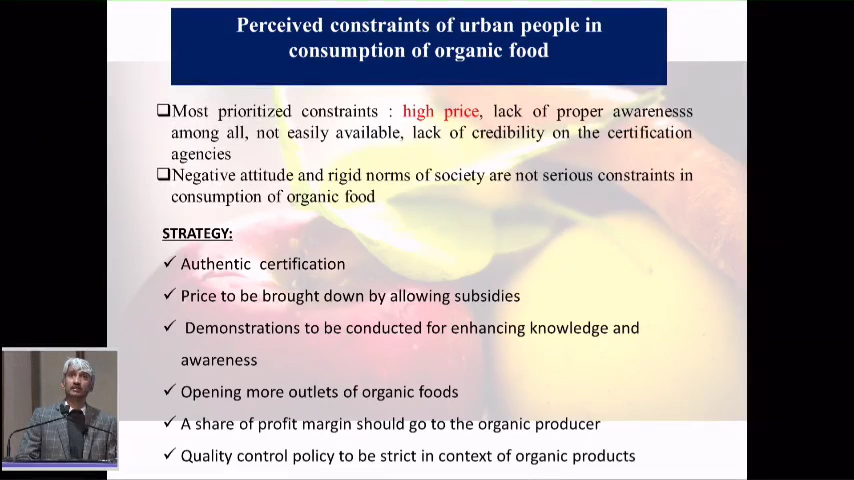 Perceived constraints of urban people in
consumption of organic food
❑Most prioritized constraints : high price, lack of proper awarenesss
among all, not easily available, lack of credibility on the certification
agencies
❑Negative attitude and rigid norms of society are not serious constraints in
consumption of organic food
STRATEGY:
✓ Authentic certification
✓ Price to be brought down by allowing subsidies
✓ Demonstrations to be conducted for enhancing knowledge and
awareness
✓ Opening more outlets of organic foods
✓ A share of profit margin should go to the organic producer
✓ Quality control policy to be strict in context of organic products